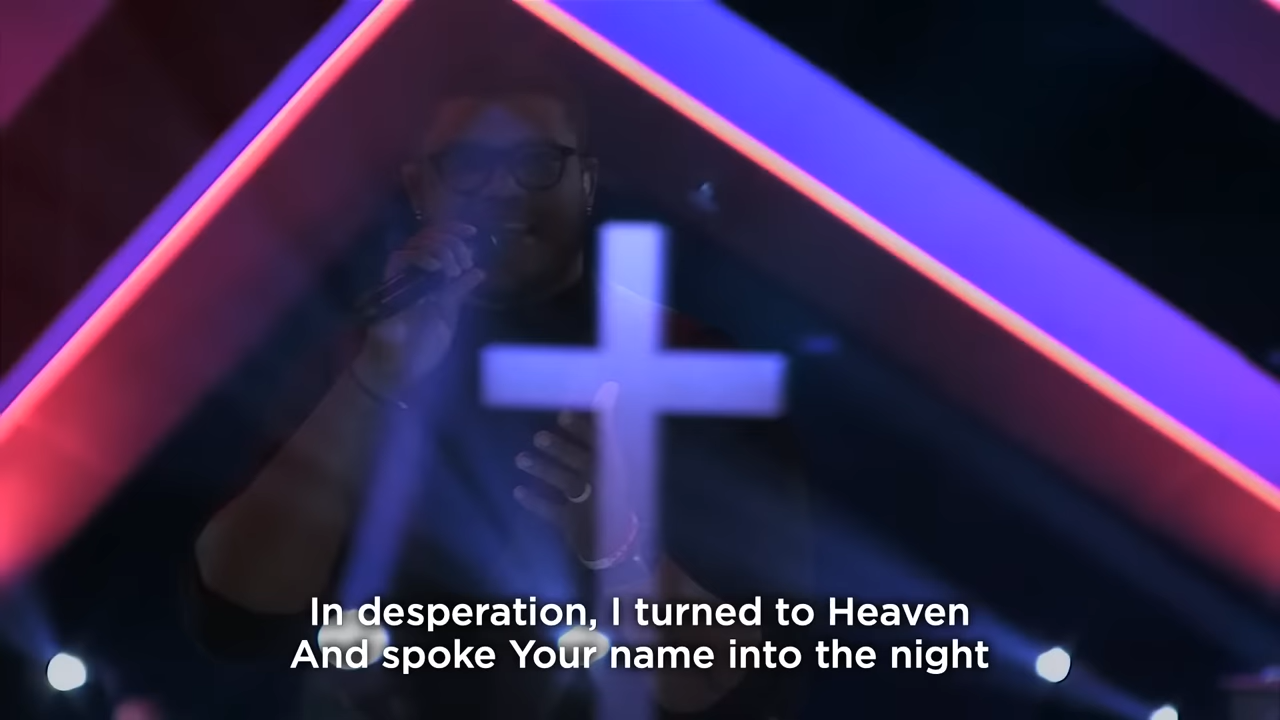 In desperation, I turned to Heaven
And spoke Your name into the night